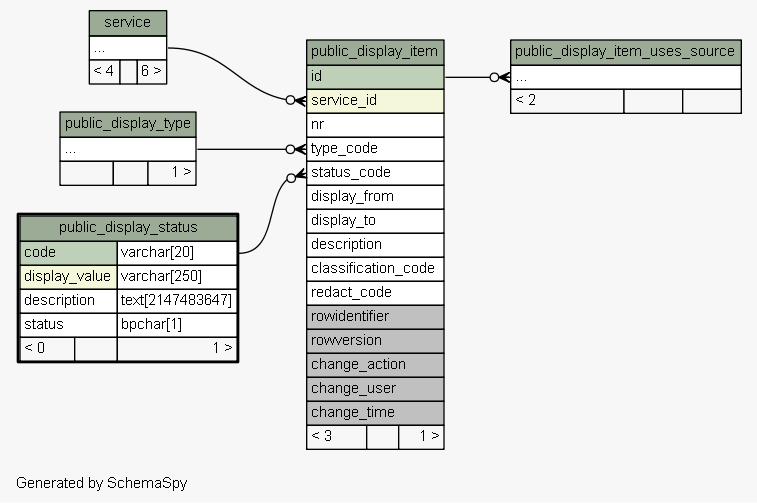 service
...
< 4 6 >
public_display_type
...
1 >
public_display_status
code varchar[20]
display_value varchar[250]
description text[2147483647]
status bpchar[1]
< 0 1 >
public_display_item
id
service_id
nr
type_code
status_code
display_from
display_to
description
classification_code
redact_code
rowidentifier
rowversion
change_action
change_user
change_time
< 3 1 >
public_display_item_uses_source
...
< 2
Generated by SchemaSpy